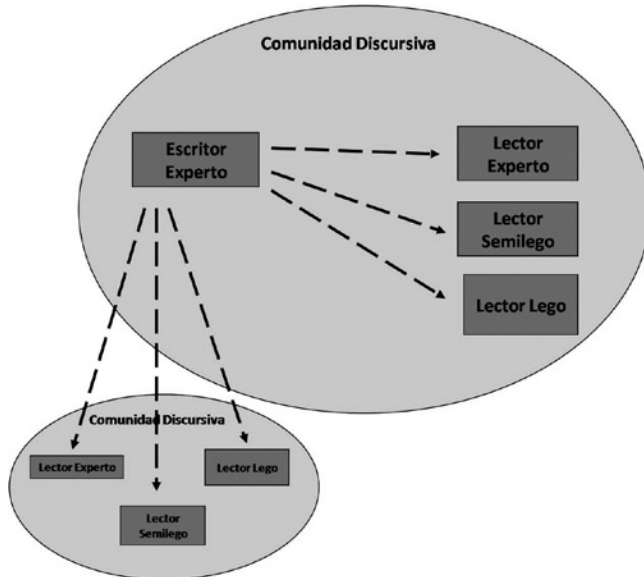 Comunidad Discursiva
Escritor
Experto
Lector
Experto
Lector
Semilego
Lector Lego
Comunidad Discursiva
Lector Experto
Lector Lego
Lector
Semilego